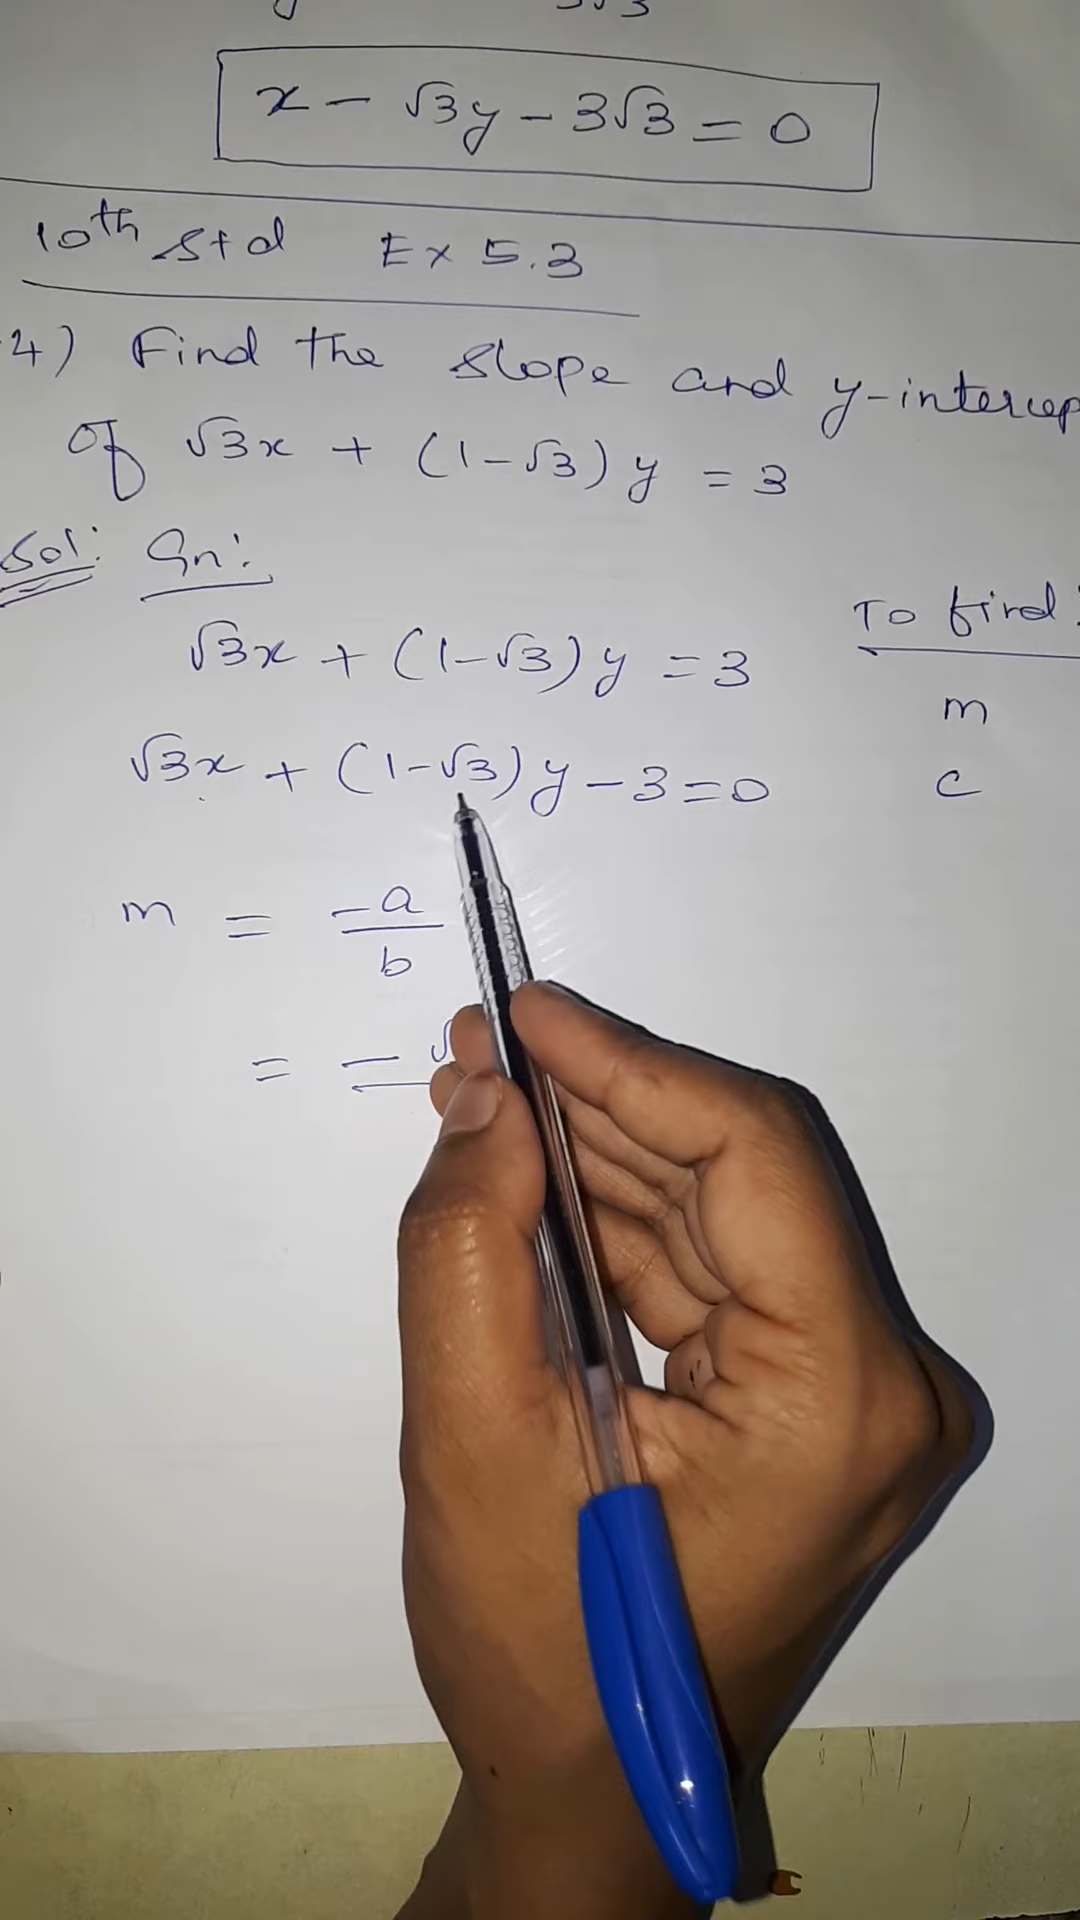 x - √3y - 3√3 = 0
10th std Ex 5.3
4) Find the slope and y-intercep
of √3x + (1-√3)y = 3
Sol: Gn:
To find:
√3x + (1-√3)y = 3
m
√3x + (1-√3)y - 3 = 0
c
m = -a/b
= - √